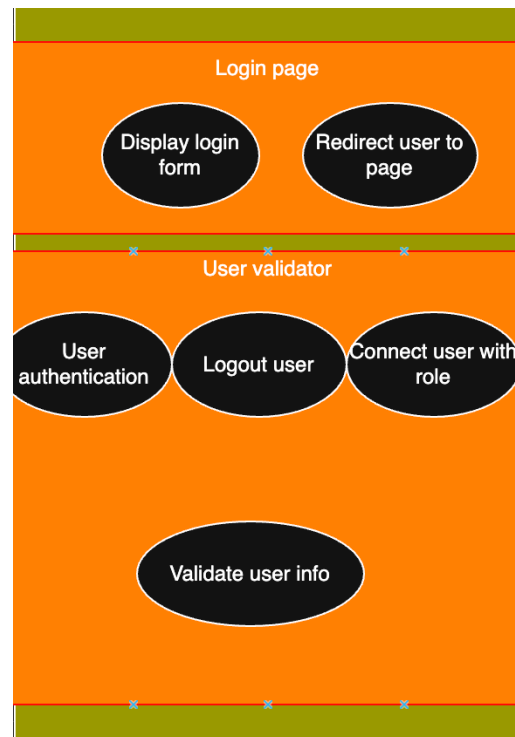 Login page
Display login
form
Redirect user to
page
User validator
User
authentication
Logout user
Connect user with
role
Validate user info